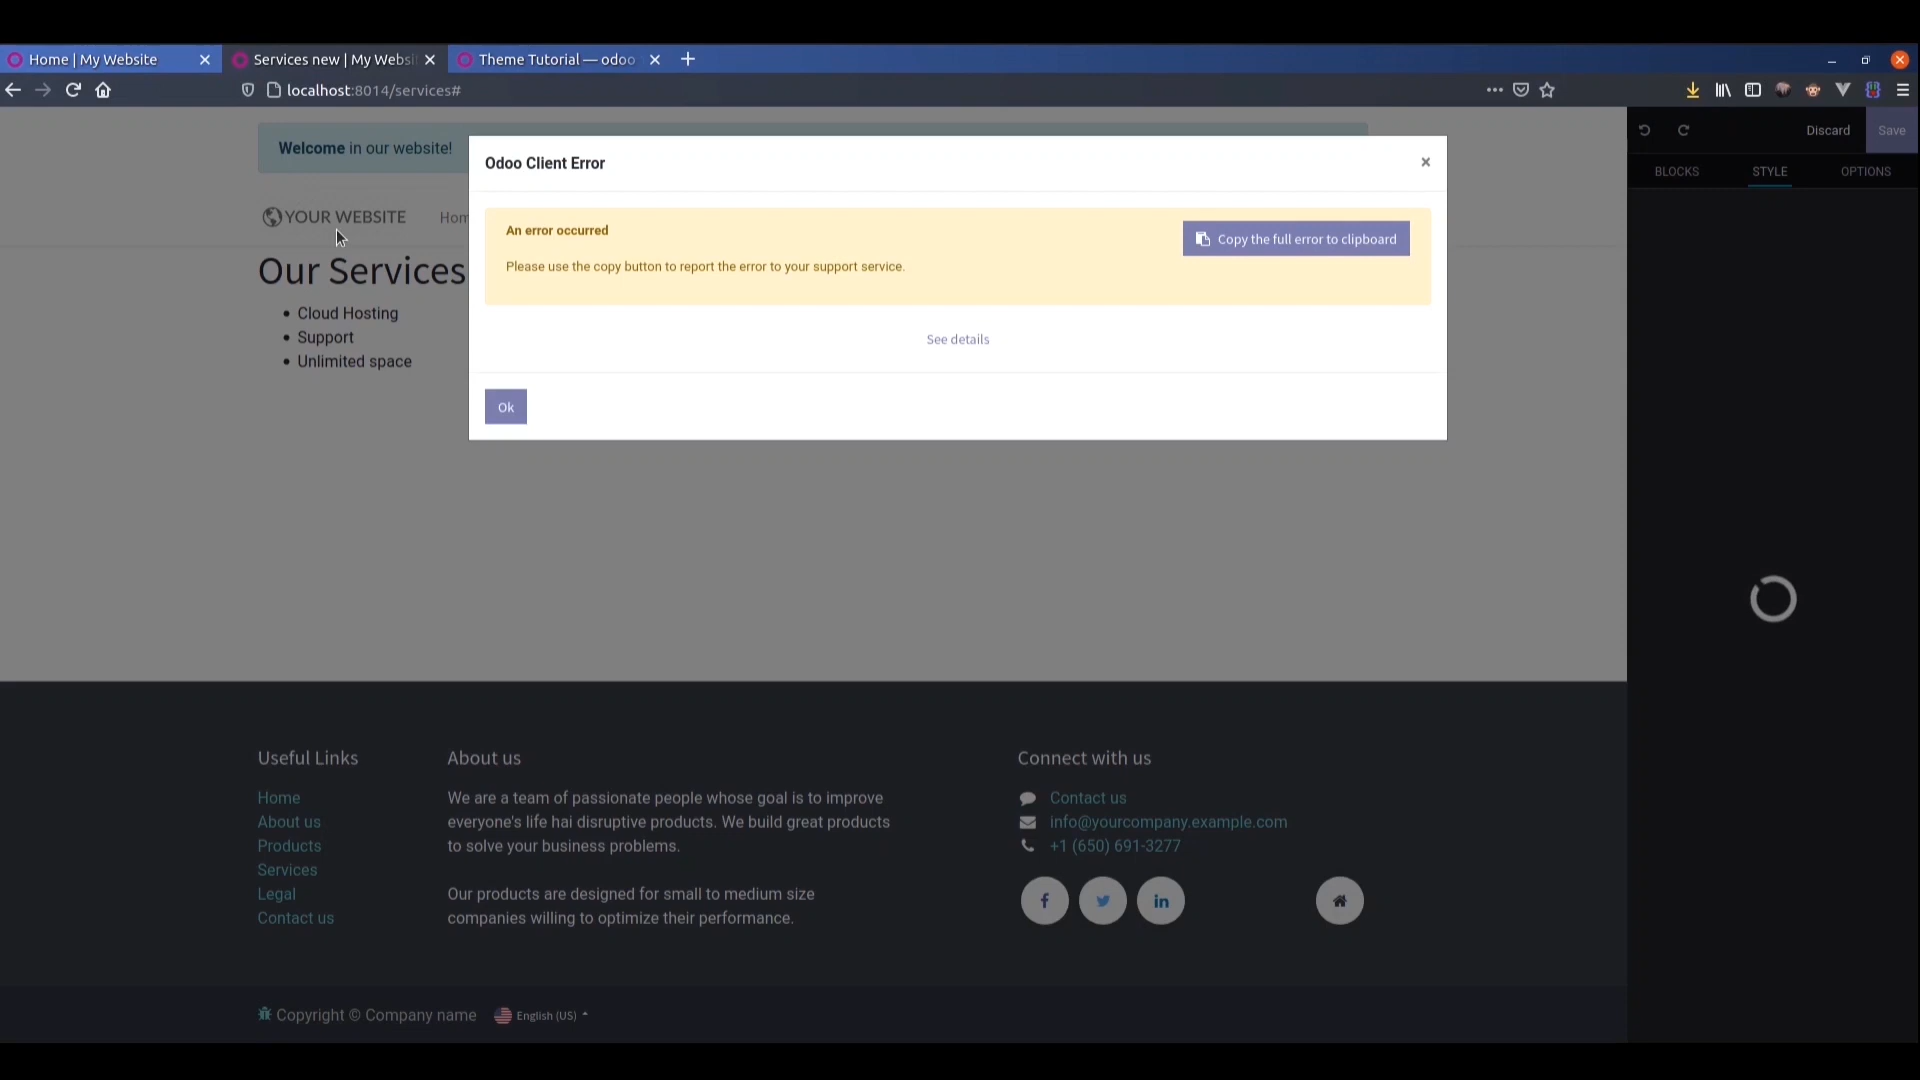 Home | My Website
Services new | My Websi
Theme Tutorial — odoo
localhost:8014/services#
Welcome in our website!
Discard
Save
Odoo Client Error
×
BLOCKS
STYLE
OPTIONS
YOUR WEBSITE
Hom
An error occurred
Copy the full error to clipboard
Please use the copy button to report the error to your support service.
Our Services
Cloud Hosting
Support
Unlimited space
See details
Ok
Useful Links
Home
About us
Products
Services
Legal
Contact us
About us
We are a team of passionate people whose goal is to improve
everyone's life hai disruptive products. We build great products
to solve your business problems.
Our products are designed for small to medium size
companies willing to optimize their performance.
Connect with us
Contact us
info@yourcompany.example.com
+1 (650) 691-3277
Copyright © Company name
English (US)